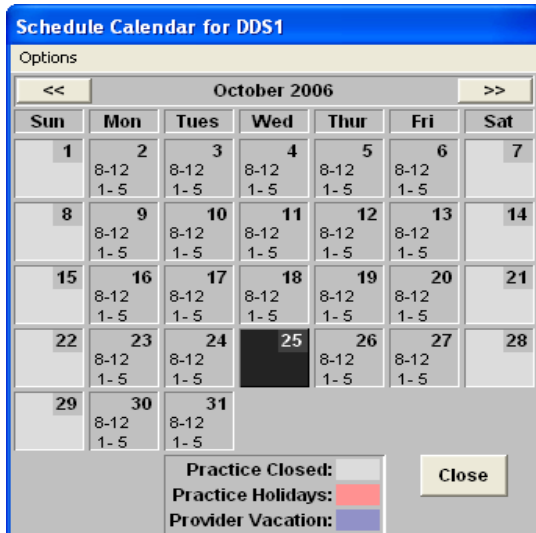 Schedule Calendar for DDS1
Options
<< October 2006 >>
Sun Mon Tues Wed Thur Fri Sat
1 2 3 4 5 6 7
8-12 8-12 8-12 8-12 8-12
1- 5 1- 5 1- 5 1- 5 1- 5
8 9 10 11 12 13 14
8-12 8-12 8-12 8-12 8-12
1- 5 1- 5 1- 5 1- 5 1- 5
15 16 17 18 19 20 21
8-12 8-12 8-12 8-12 8-12
1- 5 1- 5 1- 5 1- 5 1- 5
22 23 24 25 26 27 28
8-12 8-12 8-12 8-12
1- 5 1- 5 1- 5 1- 5
29 30 31
8-12 8-12
1- 5 1- 5
Practice Closed:
Close
Practice Holidays:
Provider Vacation: